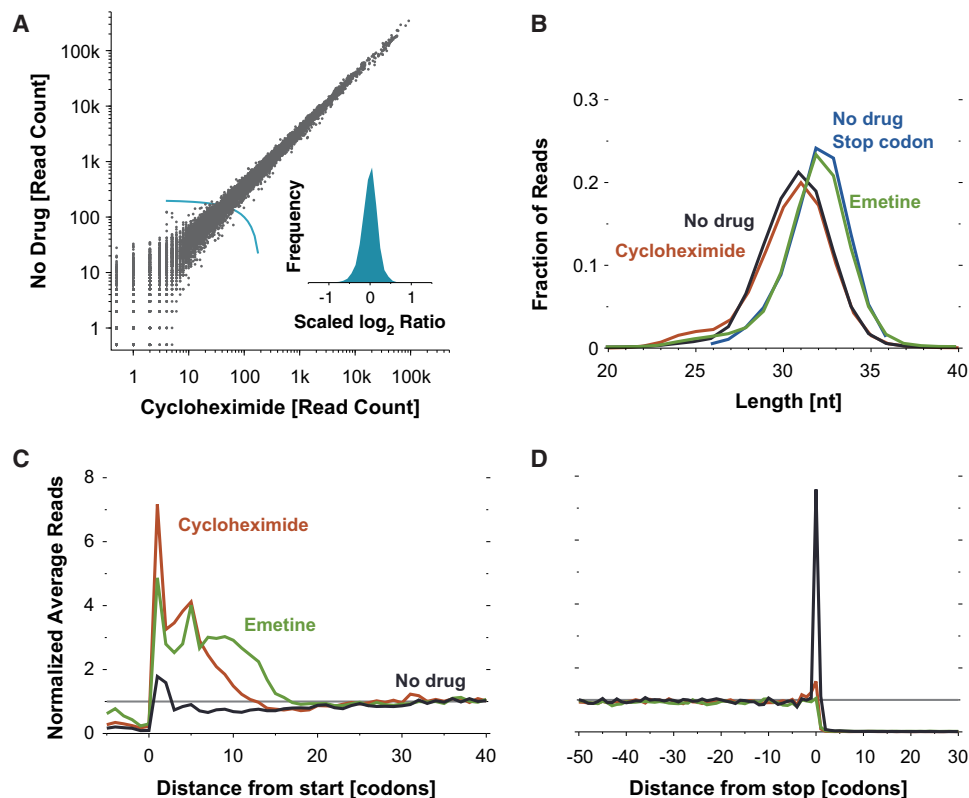 A
No Drug [Read Count]
100k
10k
1k
100
10
1
1
10
100
1k
10k
100k
Cycloheximide [Read Count]
Frequency
-1
0
1
Scaled log2 Ratio
B
Fraction of Reads
0.3
0.2
0.1
0
20
25
30
35
40
Length [nt]
No drug
Stop codon
Emetine
No drug
Cycloheximide
C
Normalized Average Reads
8
6
4
2
0
0
10
20
30
40
Distance from start [codons]
Cycloheximide
Emetine
No drug
D
-50
-40
-30
-20
-10
0
10
20
30
Distance from stop [codons]